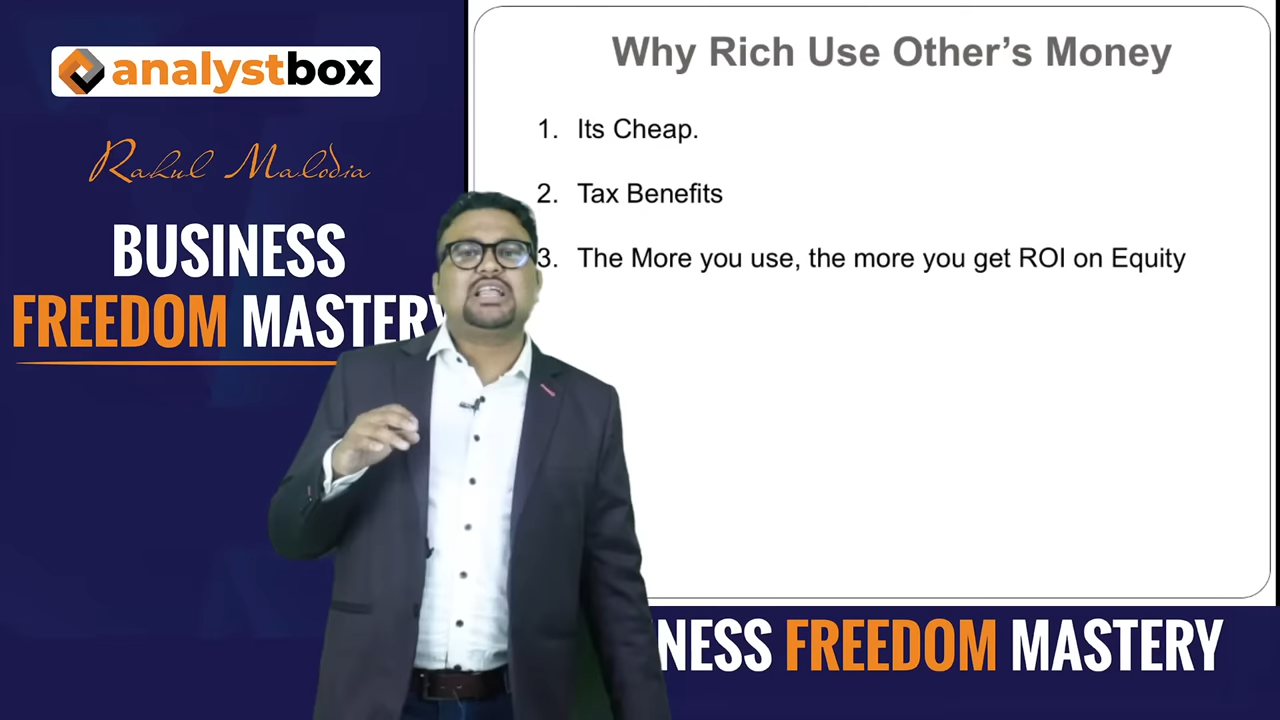 analystbox
Rahul Malodia
BUSINESS
FREEDOM MASTERY
Why Rich Use Other's Money
1. Its Cheap.
2. Tax Benefits
3. The More you use, the more you get ROI on Equity
NESS FREEDOM MASTERY